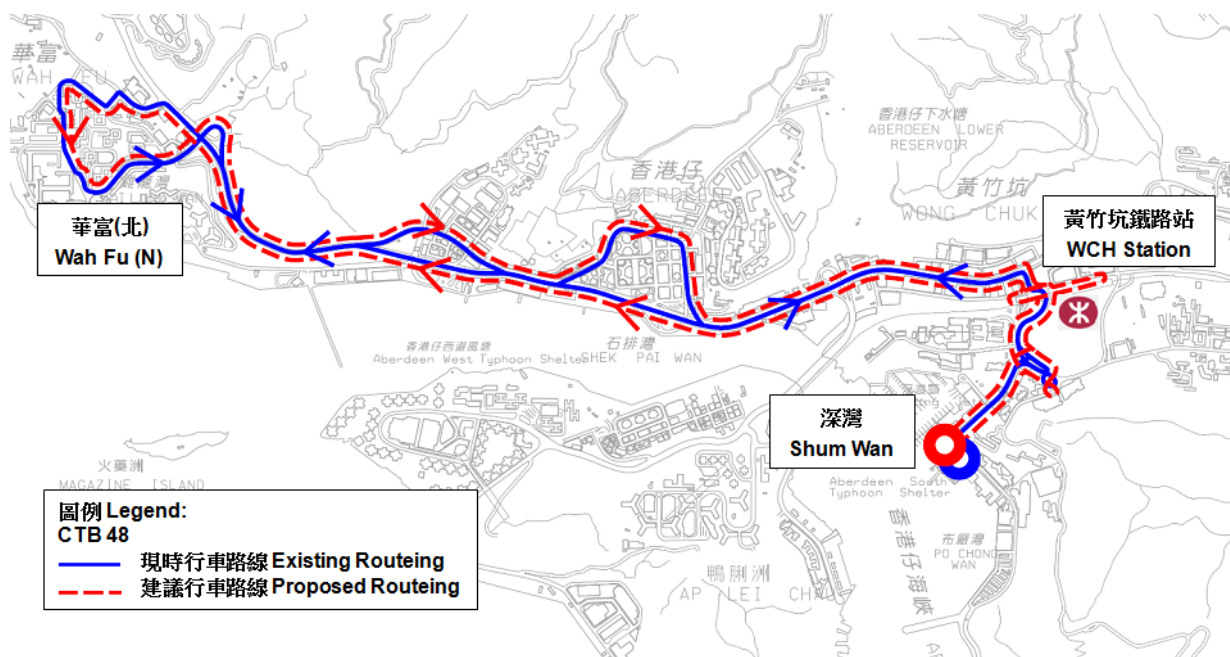 華富
WAH FU
香港仔下水塘
ABERDEEN LOWER
RESERVOIR
香港仔
黃竹坑
WONG CHUK
黃竹坑鐵路站
WCH Station
華富(北)
Wah Fu (N)
香港仔西避風塘
Aberdeen West Typhoon Shelter
石排灣
SHEK PAI WAN
深灣
Shum Wan
火藥洲
MAGAZINE ISLAND
Aberdeen South
Typhoon Shelter
香港仔海峽
布廠灣
PO CHONG
WAN
鴨脷洲
AP LEI CHAU
圖例 Legend:
CTB 48
現時行車路線 Existing Routeing
建議行車路線 Proposed Routeing